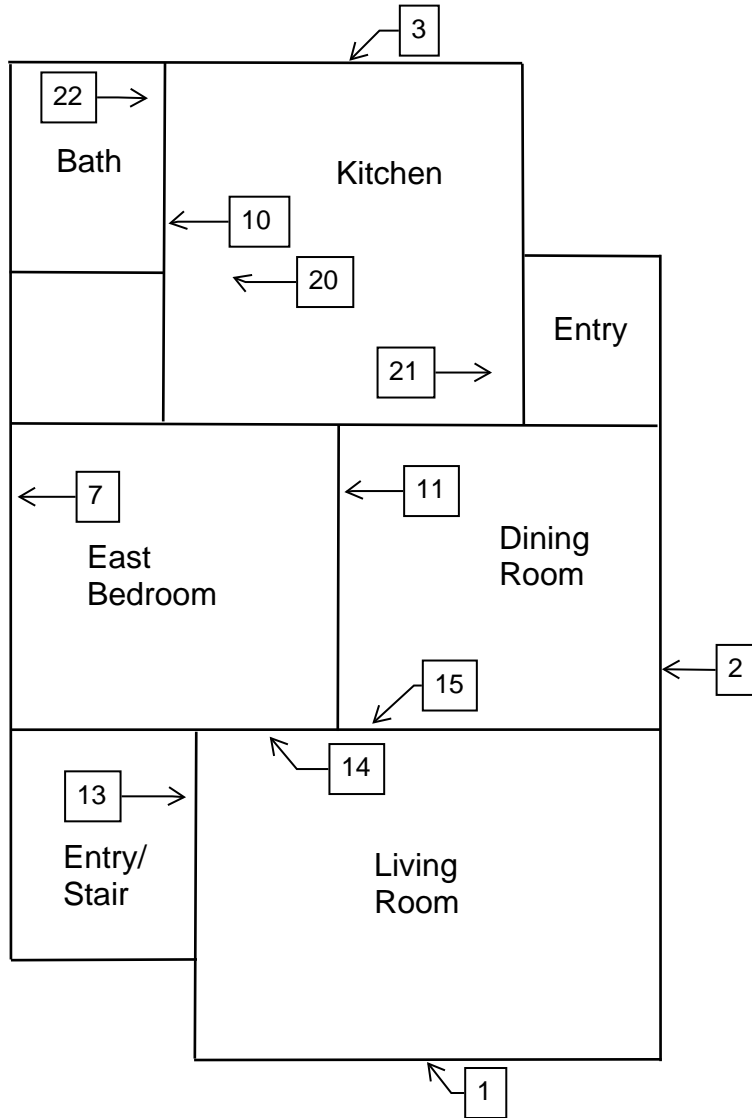 3
22
Bath
Kitchen
10
20
Entry
21
7
11
East
Bedroom
Dining
Room
2
15
14
13
Entry/
Stair
Living
Room
1